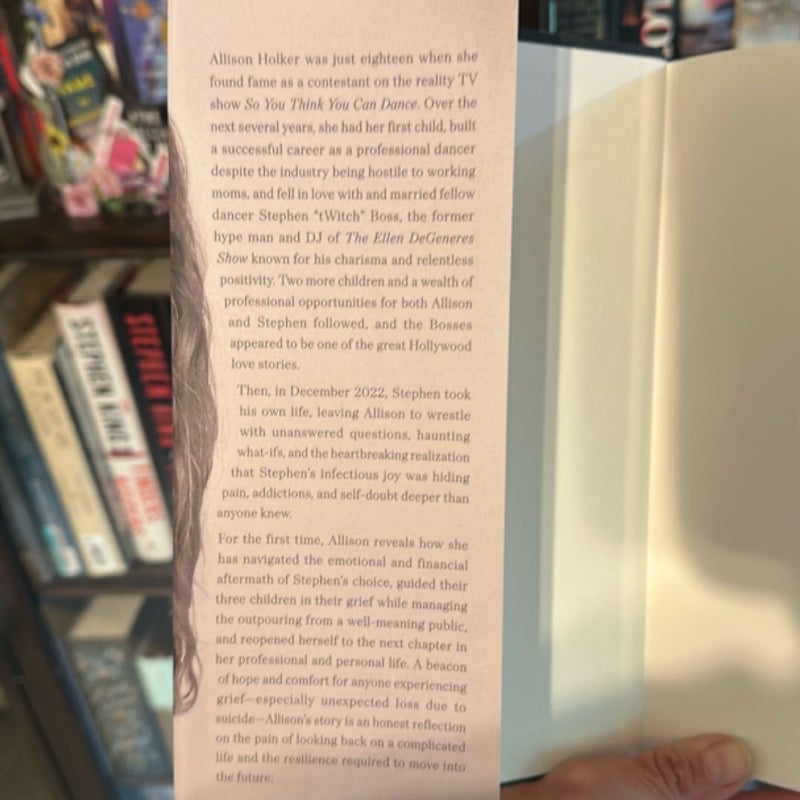 Allison Holker was just eighteen when she
found fame as a contestant on the reality TV
show So You Think You Can Dance. Over the
next several years, she had her first child, built
a successful career as a professional dancer
despite the industry being hostile to working
moms, and fell in love with and married fellow
dancer Stephen "tWitch" Boss, the former
hype man and DJ of The Ellen DeGeneres
Show known for his charisma and relentless
positivity. Two more children and a wealth of
professional opportunities for both Allison
and Stephen followed, and the Bosses
appeared to be one of the great Hollywood
love stories.
Then, in December 2022, Stephen took
his own life, leaving Allison to wrestle
with unanswered questions, haunting
what-ifs, and the heartbreaking realization
that Stephen's infectious joy was hiding
pain, addictions, and self-doubt deeper than
anyone knew.
For the first time, Allison reveals how she
has navigated the emotional and financial
aftermath of Stephen's choice, guided their
three children in their grief while managing
the outpouring from a well-meaning public,
and reopened herself to the next chapter in
her professional and personal life. A beacon
of hope and comfort for anyone experiencing
grief—especially unexpected loss due to
suicide—Allison's story is an honest reflection
on the pain of looking back on a complicated
life and the resilience required to move into
the future.
STEPHEN KING
STEPHEN KING